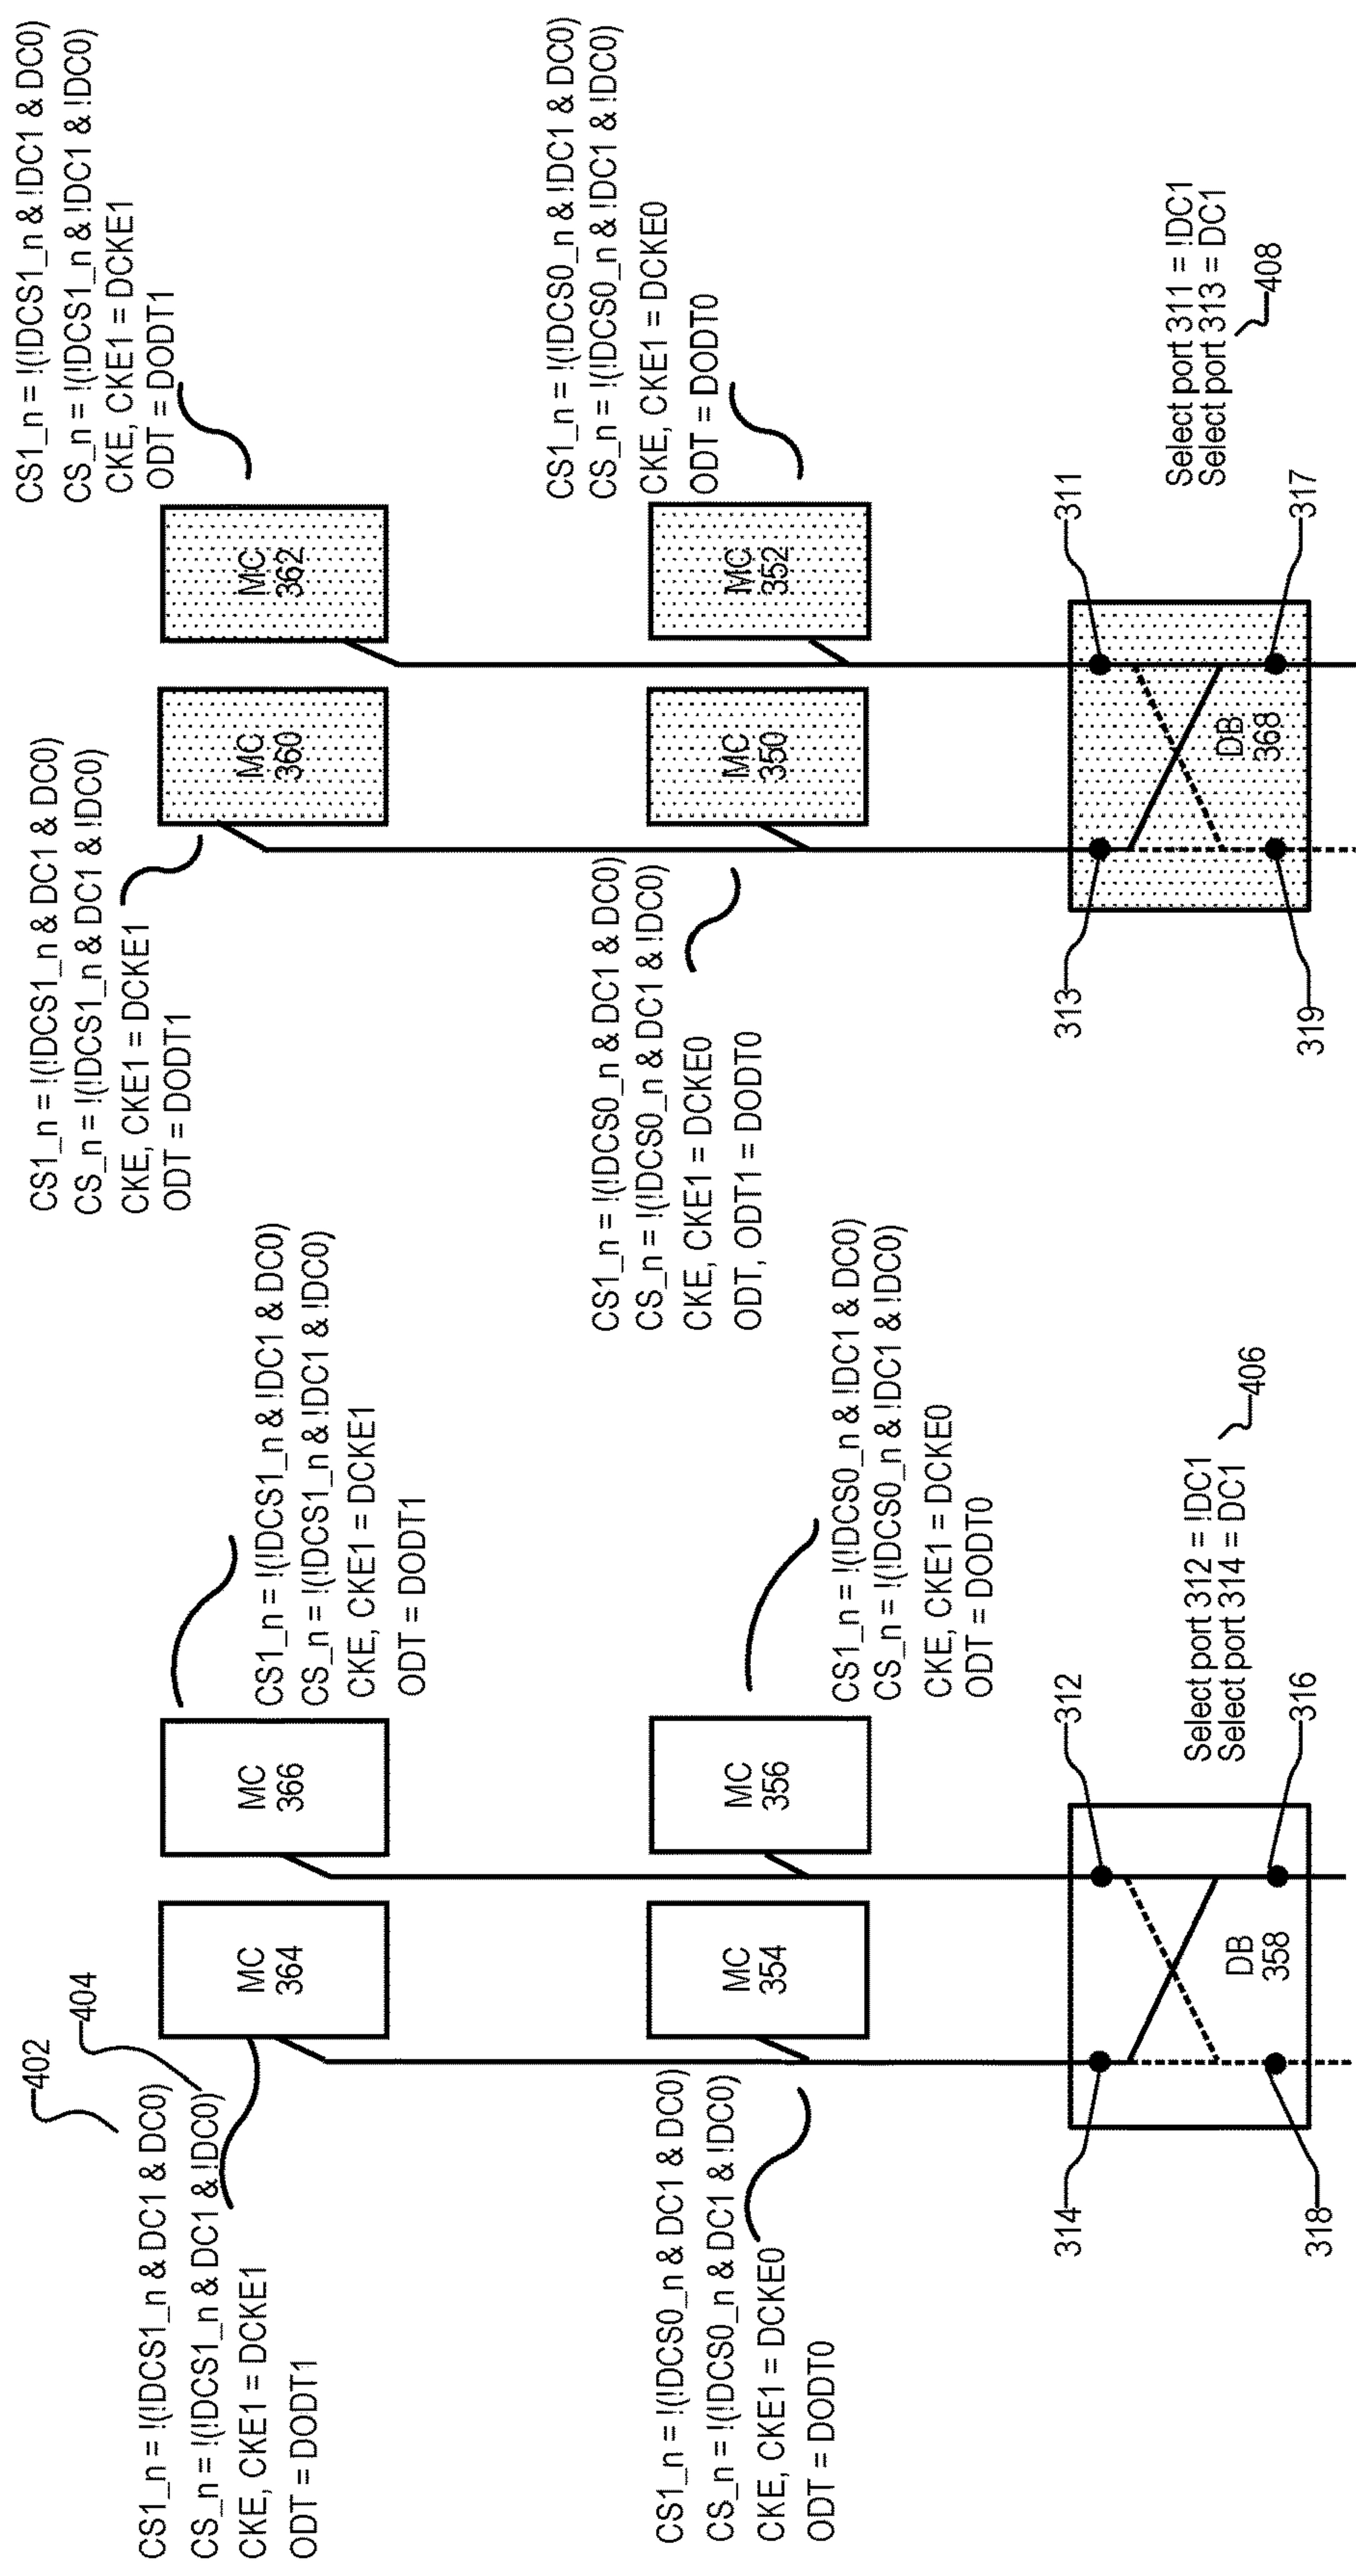 402
404
CS1_n = !(!DCS1_n & DC1 & DC0)
CS_n = !(!DCS1_n & DC1 & !DC0)
CKE, CKE1 = DCKE1
ODT = DODT1
MC
364
MC
366
CS1_n = !(!DCS1_n & !DC1 & DC0)
CS_n = !(!DCS1_n & !DC1 & !DC0)
CKE, CKE1 = DCKE1
ODT = DODT1
CS1_n = !(!DCS1_n & DC1 & DC0)
CS_n = !(!DCS1_n & DC1 & !DC0)
CKE, CKE1 = DCKE1
ODT = DODT1
MC
360
MC
362
CS1_n = !(!DCS1_n & !DC1 & DC0)
CS_n = !(!DCS1_n & !DC1 & !DC0)
CKE, CKE1 = DCKE1
ODT = DODT1
CS1_n = !(!DCS0_n & DC1 & DC0)
CS_n = !(!DCS0_n & DC1 & !DC0)
CKE, CKE1 = DCKE0
ODT = DODT0
MC
354
MC
356
CS1_n = !(!DCS0_n & !DC1 & DC0)
CS_n = !(!DCS0_n & !DC1 & !DC0)
CKE, CKE1 = DCKE0
ODT = DODT0
CS1_n = !(!DCS0_n & DC1 & DC0)
CS_n = !(!DCS0_n & DC1 & !DC0)
CKE, CKE1 = DCKE0
ODT, ODT1 = DODT0
MC
350
MC
352
CS1_n = !(!DCS0_n & !DC1 & DC0)
CS_n = !(!DCS0_n & !DC1 & !DC0)
CKE, CKE1 = DCKE0
ODT = DODT0
314
312
DB
358
318
316
Select port 312 = !DC1
Select port 314 = DC1
406
313
311
DB
368
319
317
Select port 311 = !DC1
Select port 313 = DC1
408